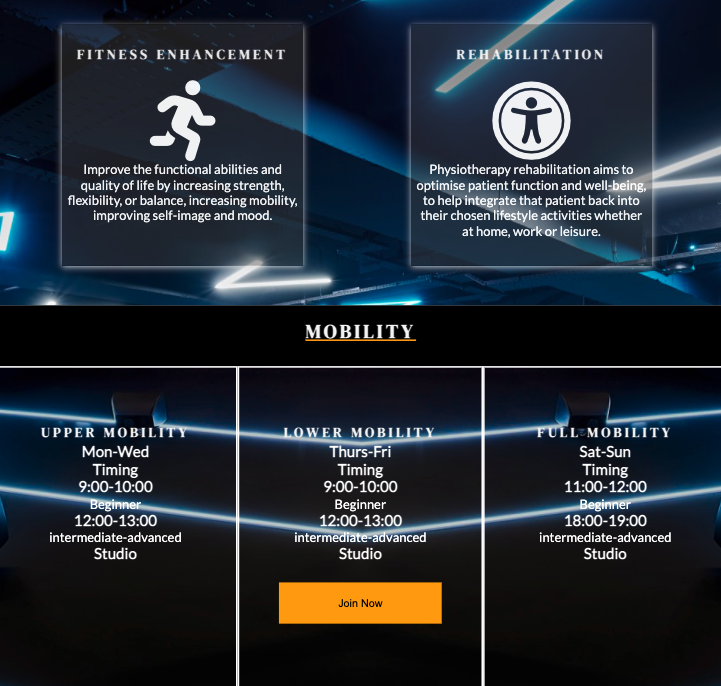 FITNESS ENHANCEMENT
Improve the functional abilities and
quality of life by increasing strength,
flexibility, or balance, increasing mobility,
improving self-image and mood.
REHABILITATION
Physiotherapy rehabilitation aims to
optimise patient function and well-being,
to help integrate that patient back into
their chosen lifestyle activities whether
at home, work or leisure.
MOBILITY
UPPER MOBILITY
Mon-Wed
Timing
9:00-10:00
Beginner
12:00-13:00
intermediate-advanced
Studio
LOWER MOBILITY
Thurs-Fri
Timing
9:00-10:00
Beginner
12:00-13:00
intermediate-advanced
Studio
Join Now
FULL MOBILITY
Sat-Sun
Timing
11:00-12:00
Beginner
18:00-19:00
intermediate-advanced
Studio